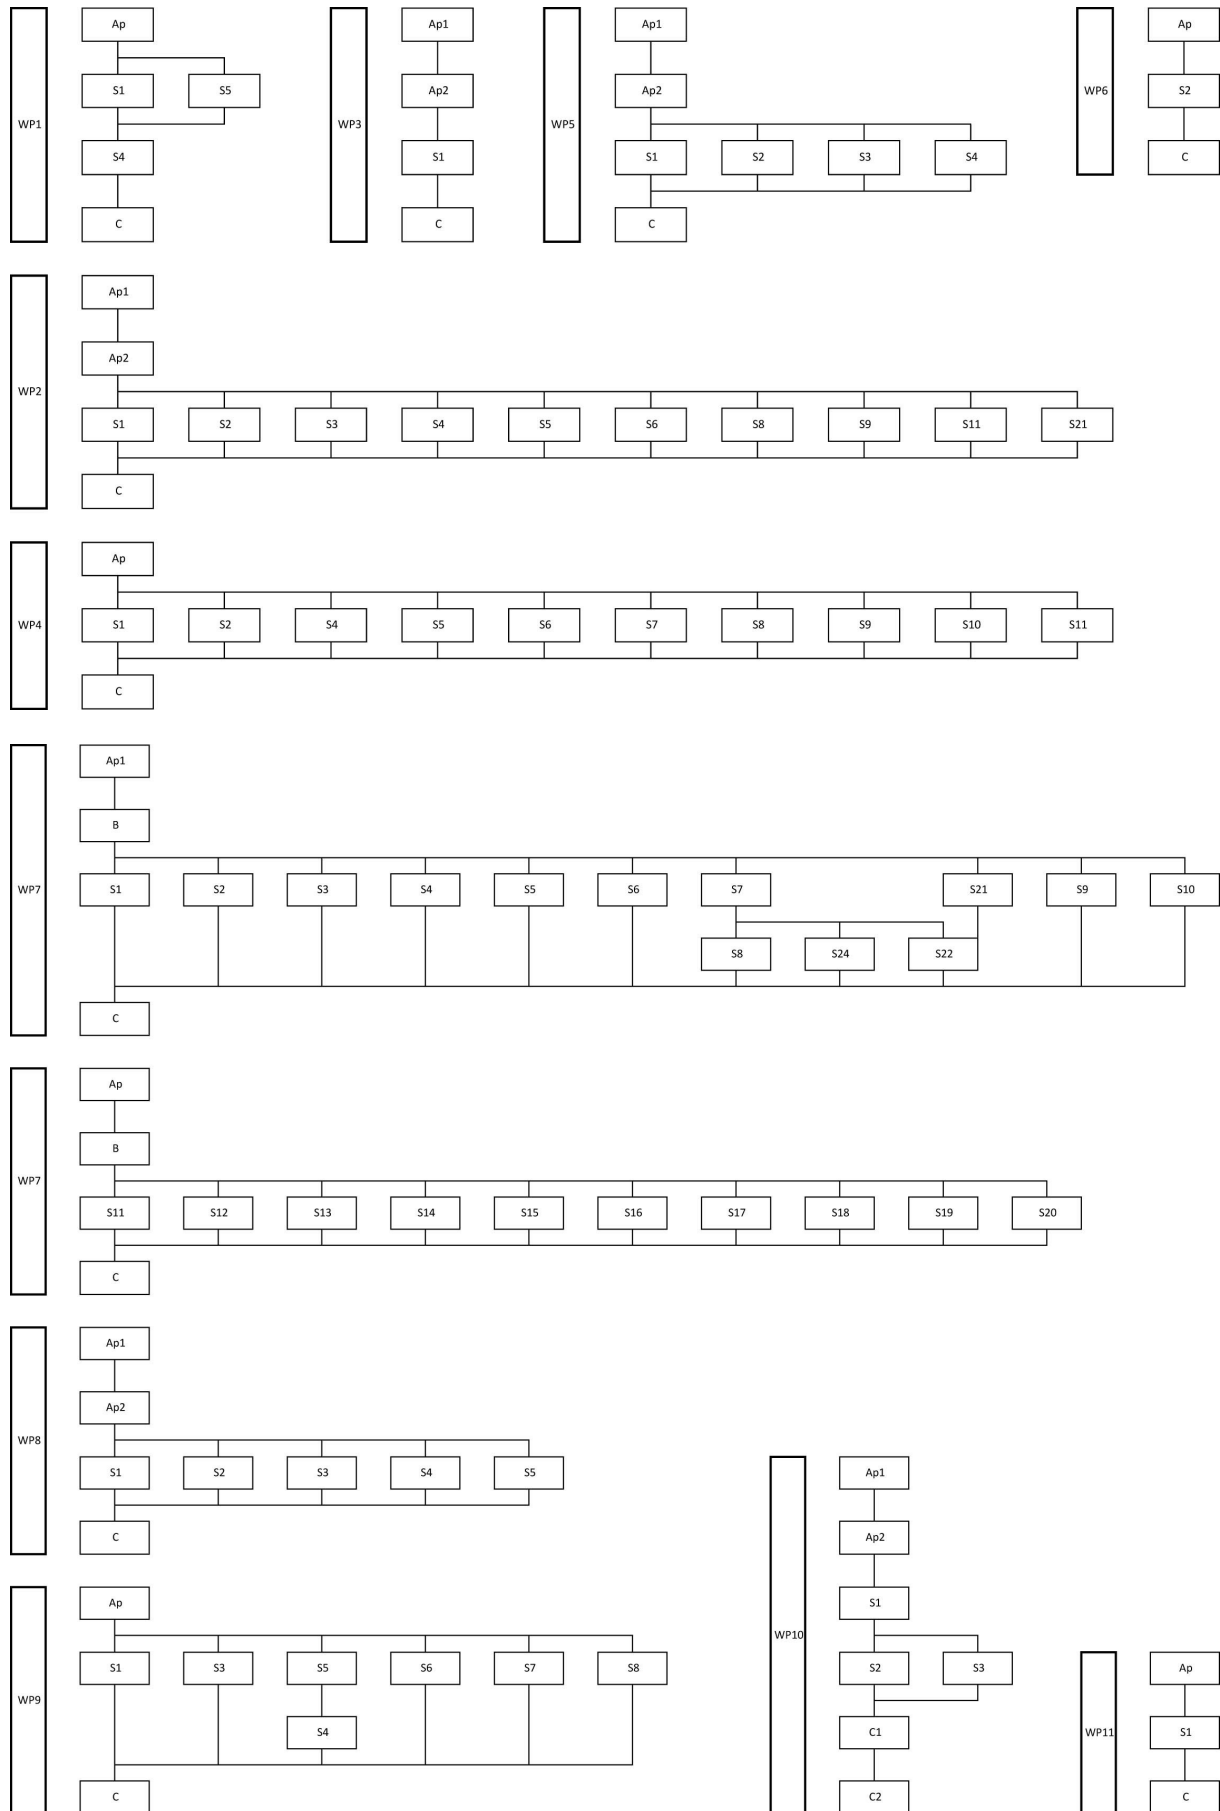 Ap Ap1 Ap1 Ap
S1 S5 Ap2 Ap2 S2
WP1 WP3 WP5 WP6
S4 S1 S1 S2 S3 S4 C
C C C
Ap1
Ap2
WP2
S1 S2 S3 S4 S5 S6 S8 S9 S11 S21
C
Ap
WP4 S1 S2 S4 S5 S6 S7 S8 S9 S10 S11
C
Ap1
B
WP7 S1 S2 S3 S4 S5 S6 S7 S21 S9 S10
S8 S24 S22
C
Ap
B
WP7
S11 S12 S13 S14 S15 S16 S17 S18 S19 S20
C
Ap1
Ap2
WP8
S1 S2 S3 S4 S5 Ap1
C Ap2
Ap S1
WP10
S1 S3 S5 S6 S7 S8 S2 S3 Ap
WP9
S4 C1 WP11 S1
C C2 C